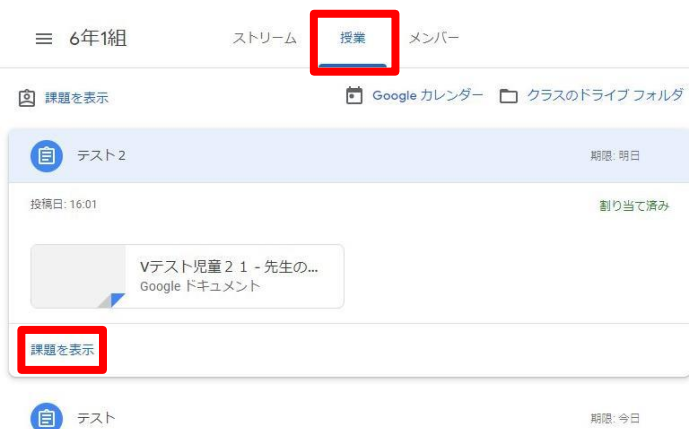 6年1組 ストリーム 授業 メンバー
課題を表示 Google カレンダー クラスのドライブ フォルダ
テスト2 期限: 明日
投稿日: 16:01 割り当て済み
Vテスト児童21 - 先生の...
Google ドキュメント
課題を表示
テスト 期限: 今日